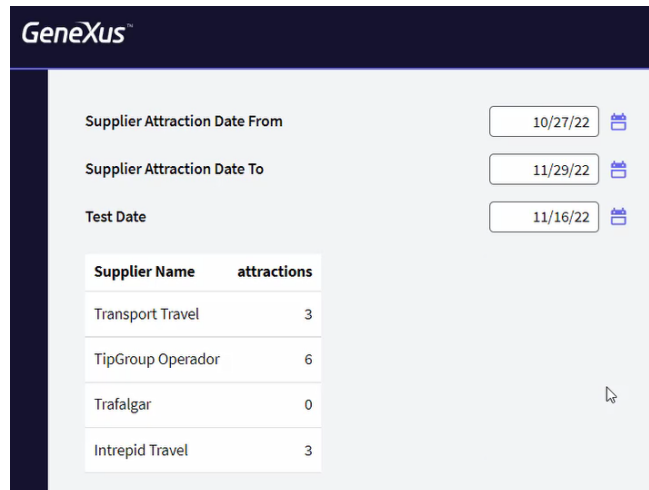 GeneXus™
Supplier Attraction Date From 10/27/22
Supplier Attraction Date To 11/29/22
Test Date 11/16/22
Supplier Name attractions
Transport Travel 3
TipGroup Operador 6
Trafalgar 0
Intrepid Travel 3